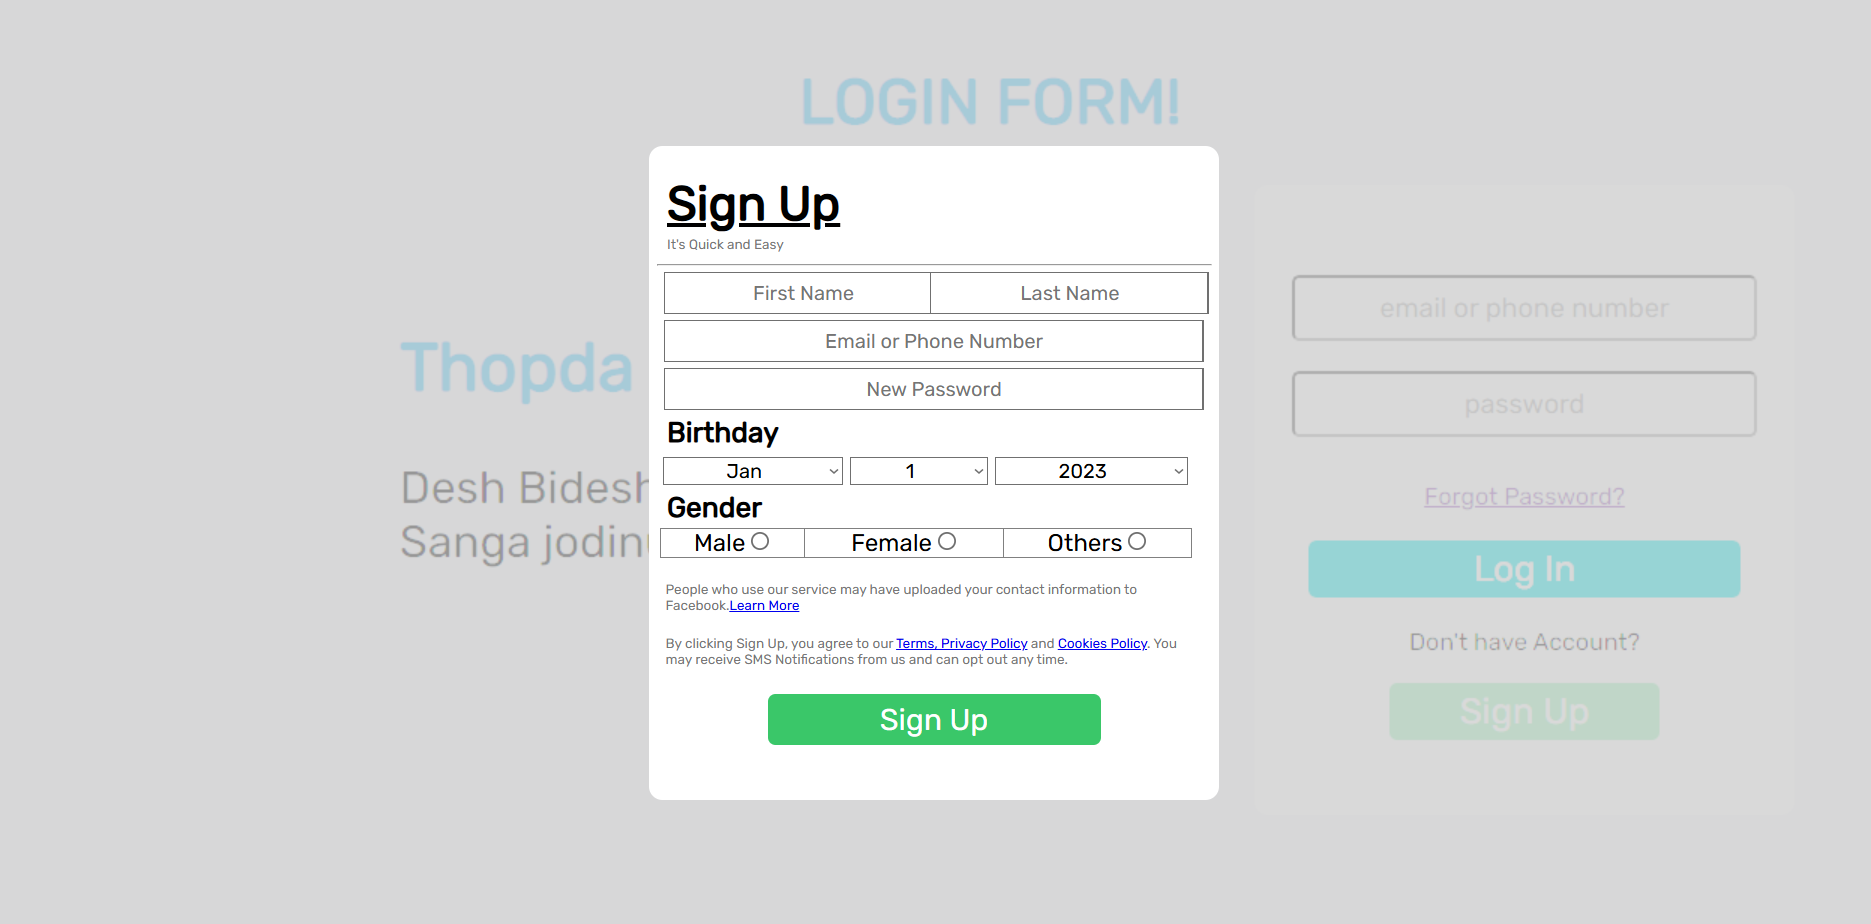 LOGIN FORM!
Sign Up
It's Quick and Easy
First Name Last Name
Email or Phone Number
New Password
Birthday
Jan 1 2023
Gender
Male Female Others
People who use our service may have uploaded your contact information to
Facebook.Learn More
By clicking Sign Up, you agree to our Terms, Privacy Policy and Cookies Policy. You
may receive SMS Notifications from us and can opt out any time.
Sign Up
Thopda
Desh Bidesh
Sanga
email or phone number
password
Forgot Password?
Log In
Don't have Account?
Sign Up